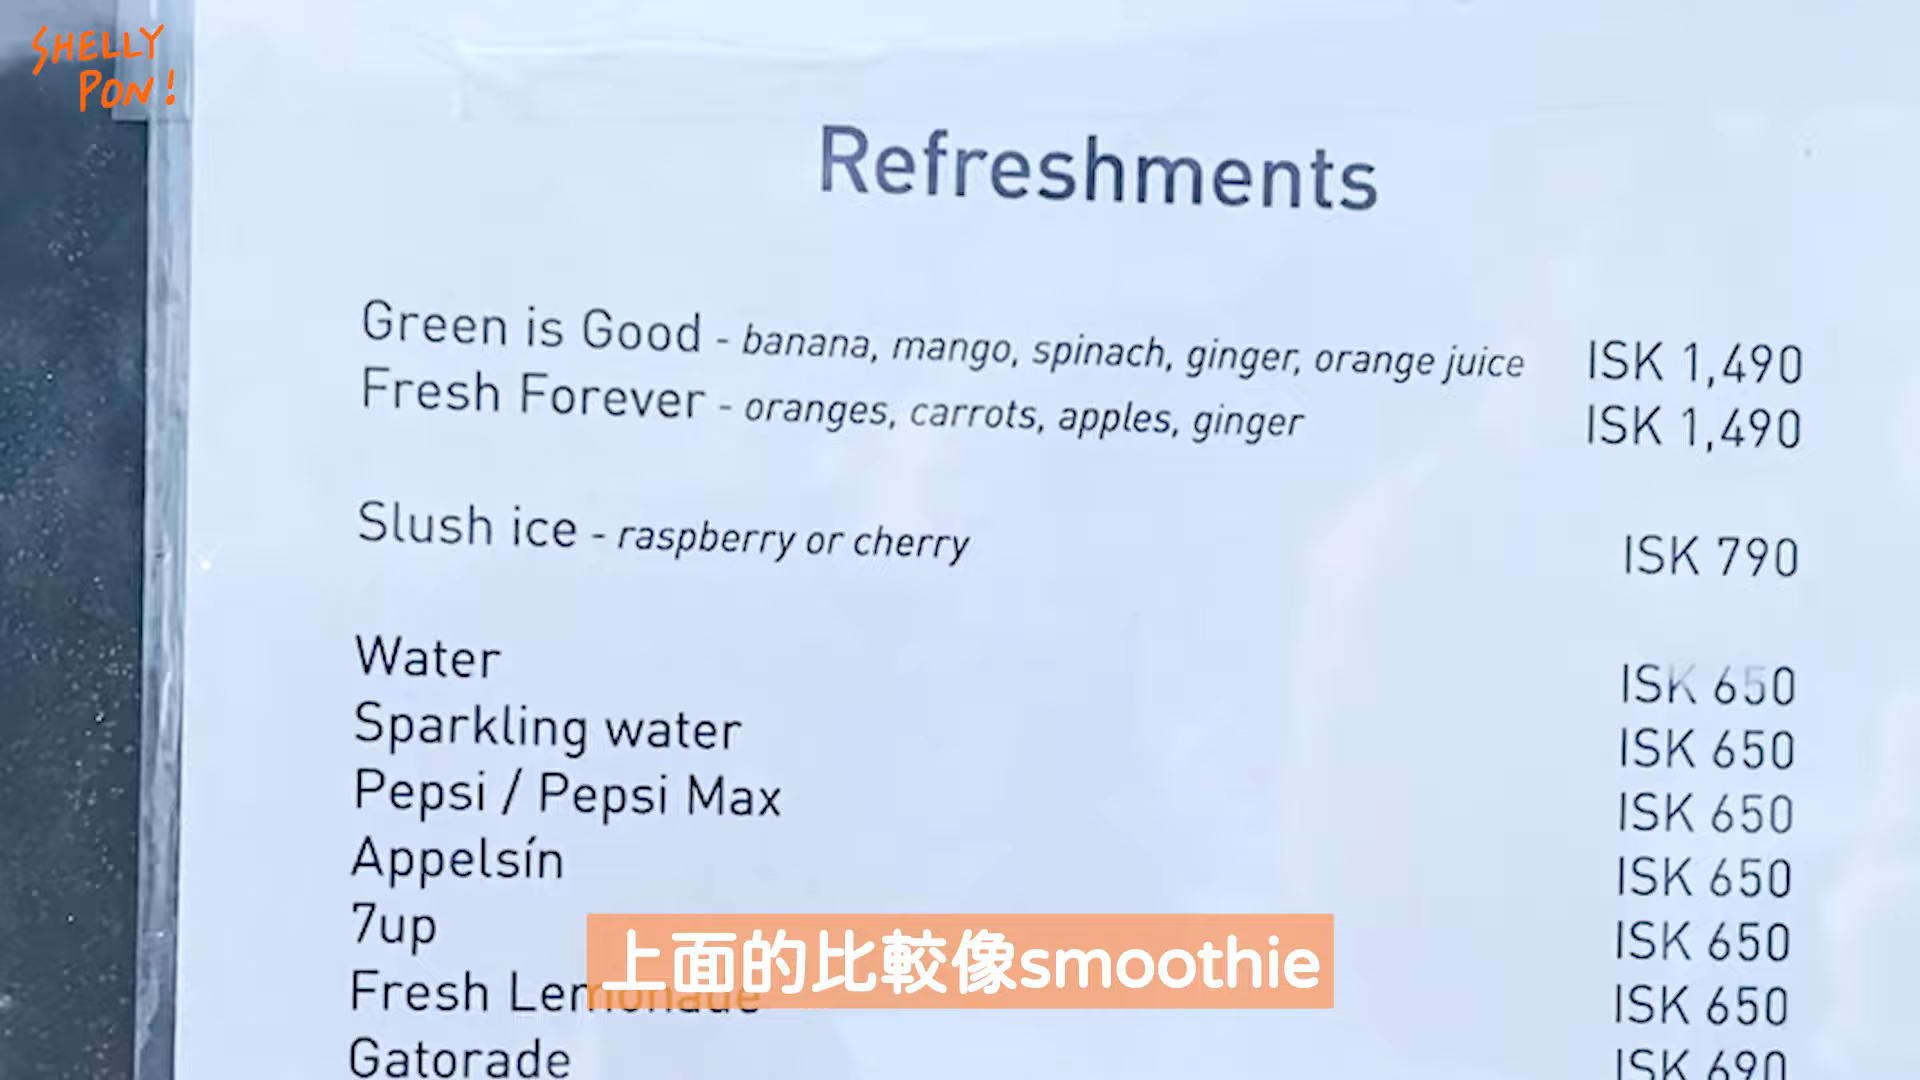 SHELLY
PON!
Refreshments
Green is Good - banana, mango, spinach, ginger, orange juice ISK 1,490
Fresh Forever - oranges, carrots, apples, ginger ISK 1,490
Slush ice - raspberry or cherry ISK 790
Water ISK 650
Sparkling water ISK 650
Pepsi / Pepsi Max ISK 650
Appelsín ISK 650
7up ISK 650
Fresh Lemonade ISK 650
Gatorade ISK 690
上面的比較像smoothie